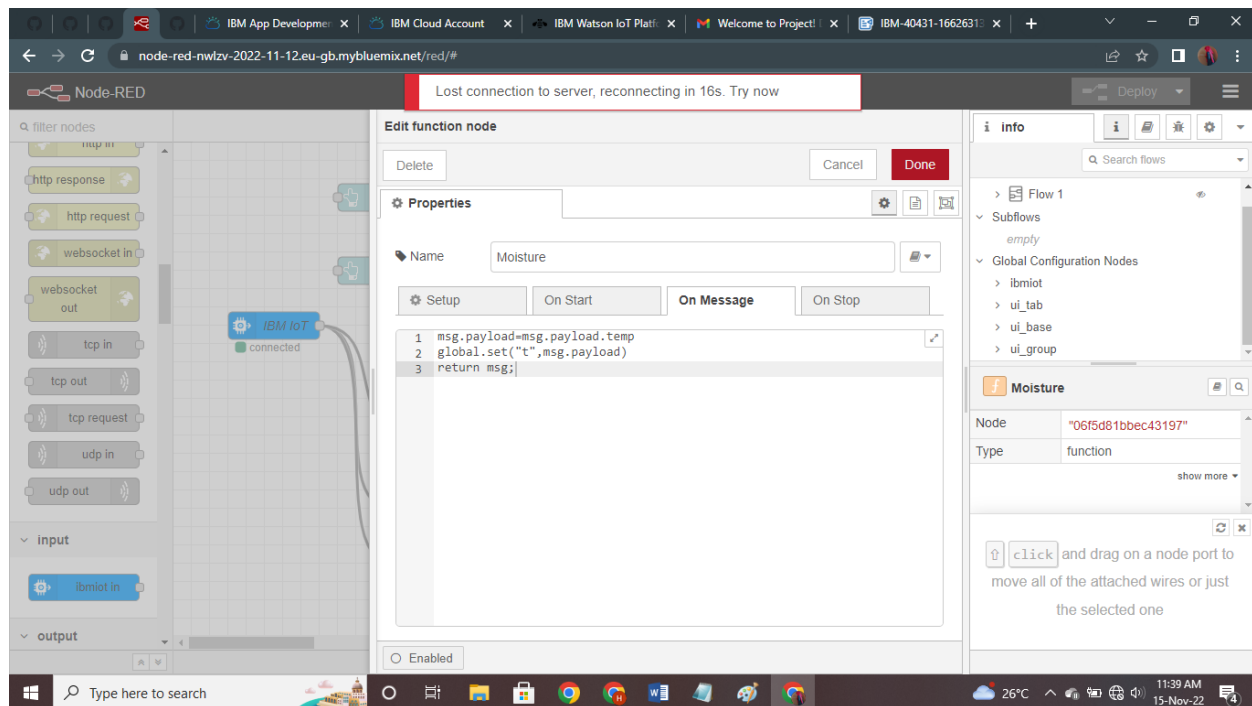 IBM App Developmen
IBM Cloud Account
IBM Watson IoT Platf
Welcome to Project!
IBM-40431-16626313
node-red-nwlzv-2022-11-12.eu-gb.mybluemix.net/red/#
Node-RED
Lost connection to server, reconnecting in 16s. Try now
Deploy
filter nodes
http in
http response
http request
websocket in
websocket
out
tcp in
tcp out
tcp request
udp in
udp out
input
ibmiot in
output
IBM IoT
connected
Edit function node
Delete
Cancel
Done
Properties
Name
Moisture
Setup
On Start
On Message
On Stop
1 msg.payload=msg.payload.temp
2 global.set("t",msg.payload)
3 return msg;
Enabled
i info
i
Search flows
Flow 1
Subflows
empty
Global Configuration Nodes
ibmiot
ui_tab
ui_base
ui_group
f Moisture
Node "06f5d81bbec43197"
Type function
show more
click and drag on a node port to
move all of the attached wires or just
the selected one
Type here to search
26°C
11:39 AM
15-Nov-22
4